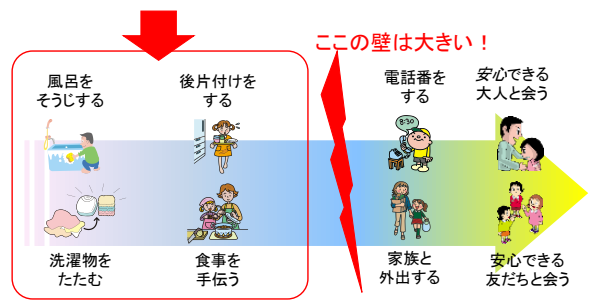 ここの壁は大きい！
風呂を
そうじする
後片付けを
する
電話番を
する
安心できる
大人と会う
8:30
洗濯物を
たたむ
食事を
手伝う
家族と
外出する
安心できる
友だちと会う